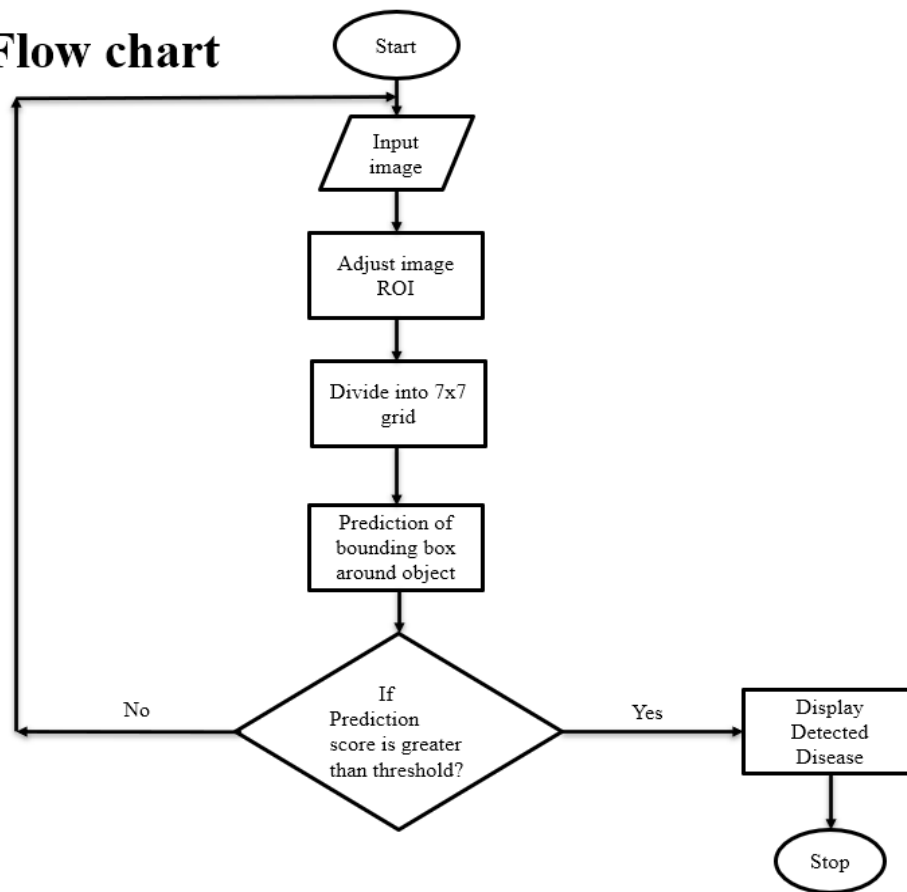 Flow chart
Start
Input
image
Adjust image
ROI
Divide into 7x7
grid
Prediction of
bounding box
around object
If
Prediction
score is greater
than threshold?
No
Yes
Display
Detected
Disease
Stop